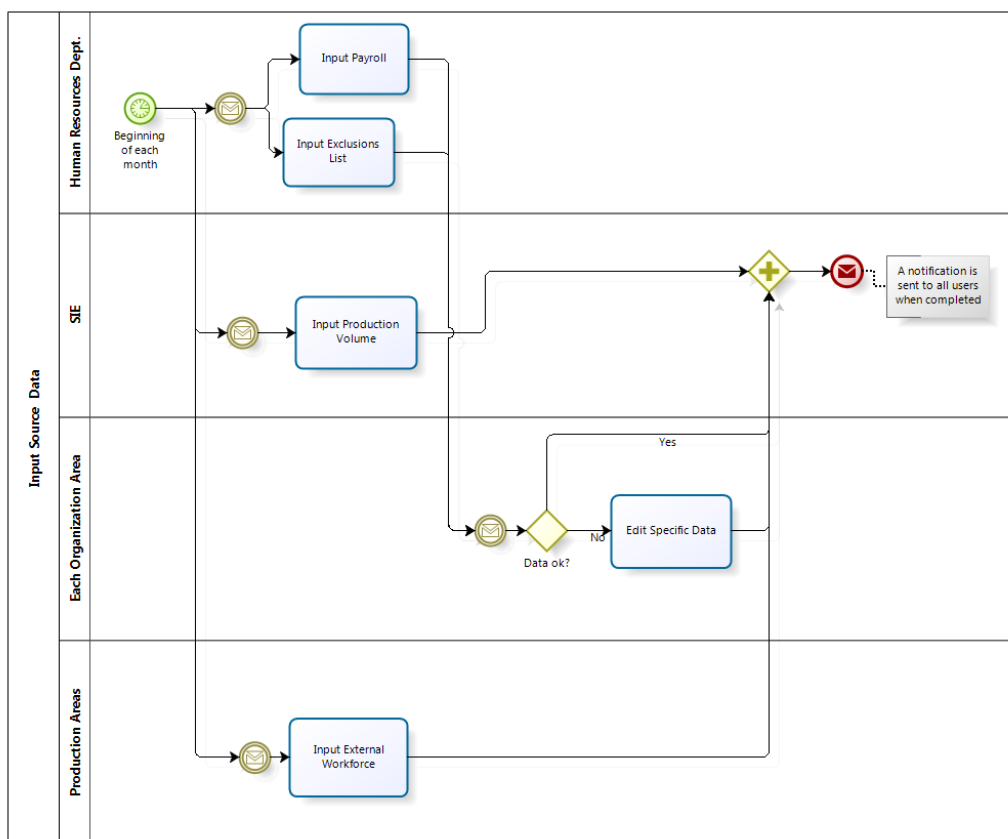 Input Source Data
Human Resources Dept.
Input Payroll
Beginning
of each
month
Input Exclusions
List
SIE
A notification is
sent to all users
when completed
Input Production
Volume
Each Organization Area
Yes
Edit Specific Data
No
Data ok?
Production Areas
Input External
Workforce